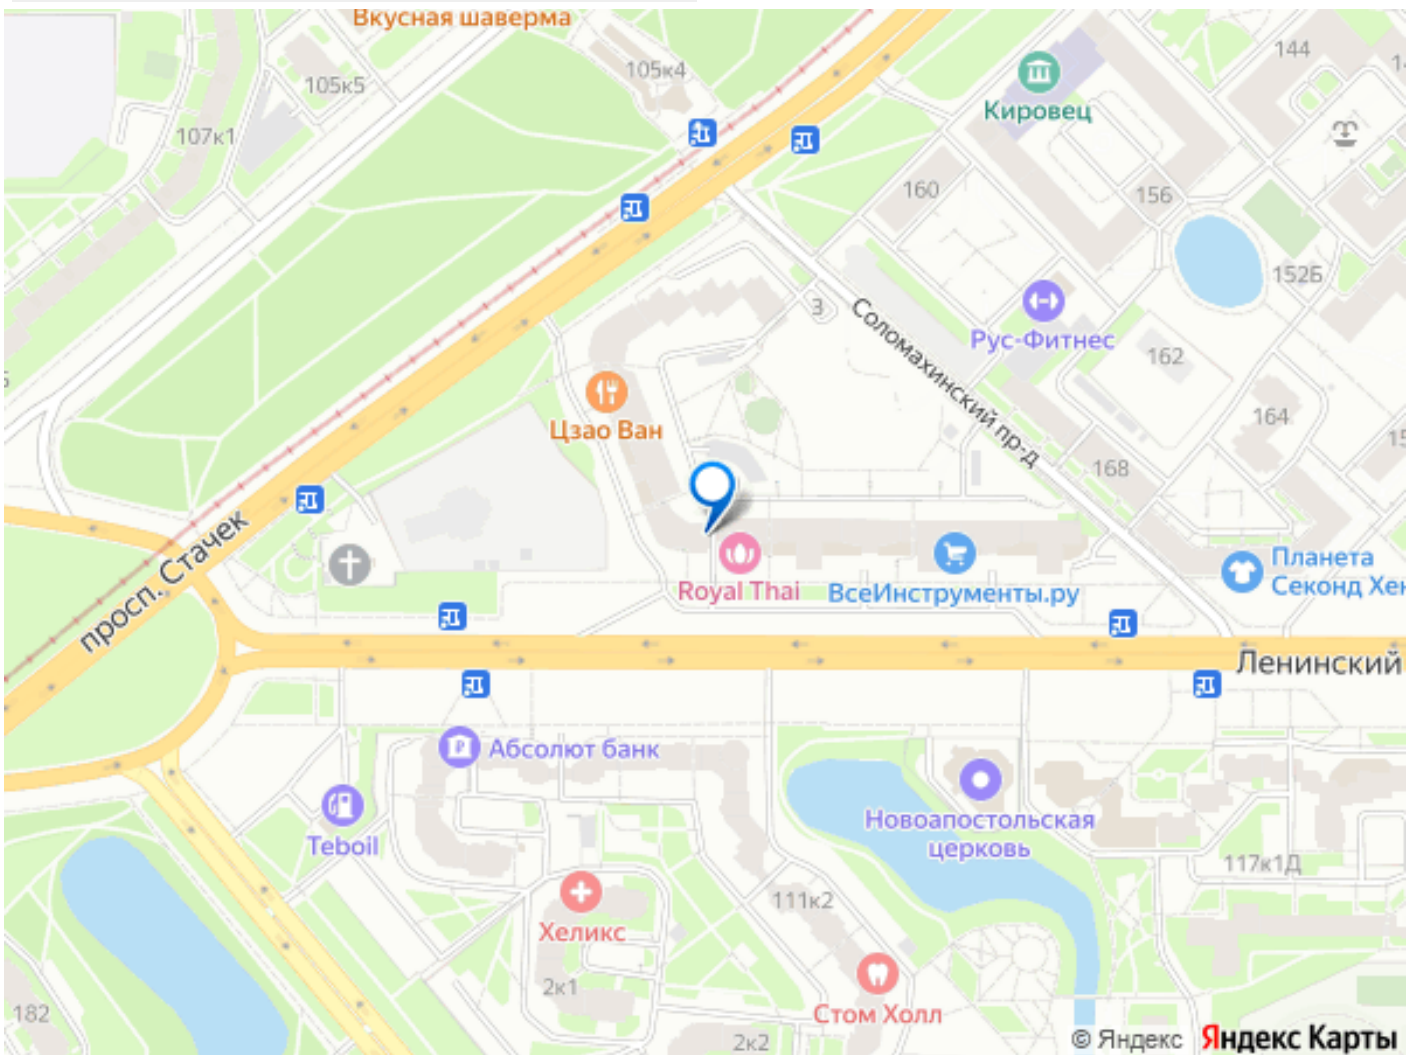 Вкусная шаверма
105к4
144
105к5
Кировец
107к1
160
156
152Б
3
Соломахинский пр-д
Рус-Фитнес
162
Цзао Ван
164
168
просп. Стачек
Royal Thai
ВсеИнструменты.ру
Планета
Секонд Хен
Ленинский
Абсолют банк
Teboil
Новоапостольская
церковь
117к1Д
111к2
Хеликс
2к1
Стом Холл
182
2к2
© Яндекс Яндекс Карты